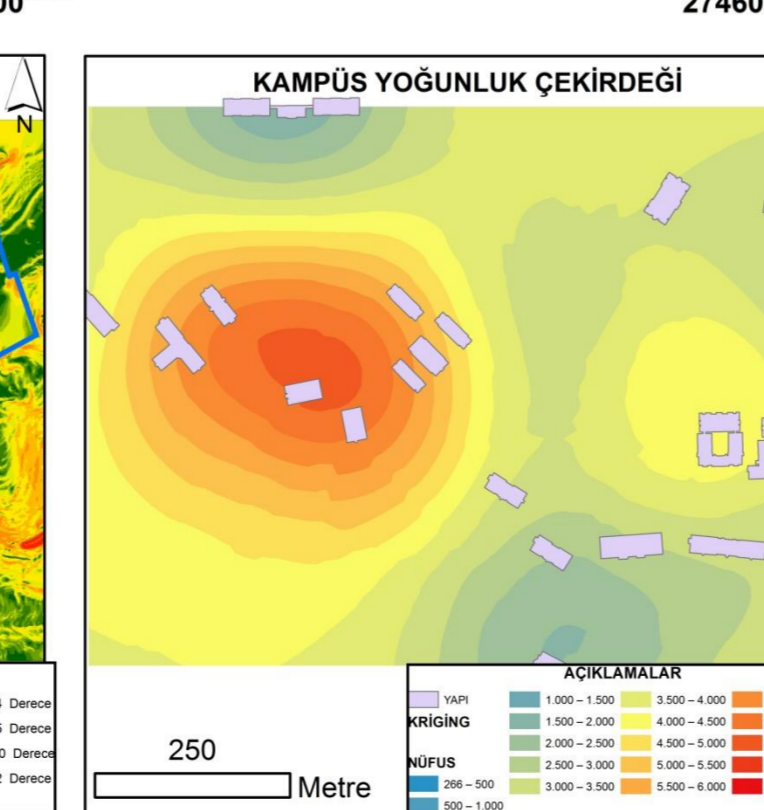 00
27460
N
KAMPÜS YOĞUNLUK ÇEKİRDEĞİ
Derece
Derece
0 Derece
Derece
250
Metre
AÇIKLAMALAR
YAPI
KRİGİNG
NÜFUS
266 – 500
500 – 1.000
1.000 – 1.500
1.500 – 2.000
2.000 – 2.500
2.500 – 3.000
3.000 – 3.500
3.500 – 4.000
4.000 – 4.500
4.500 – 5.000
5.000 – 5.500
5.500 – 6.000